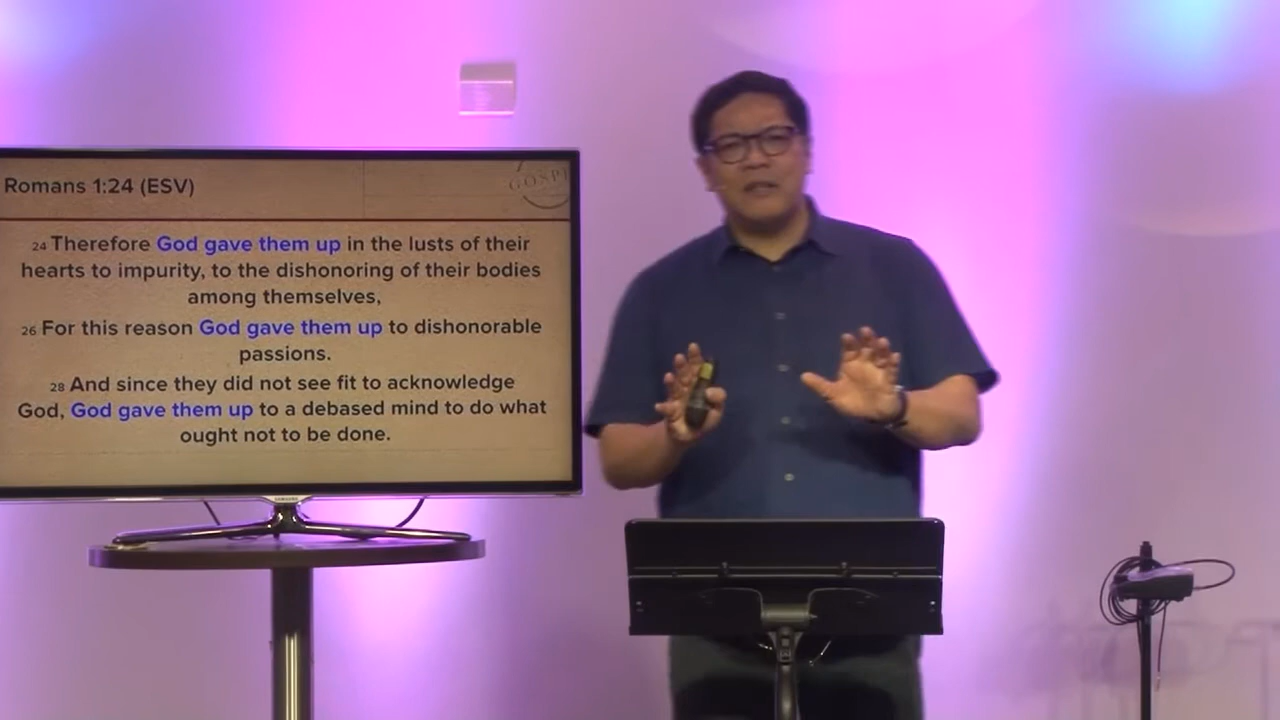 Romans 1:24 (ESV)
24 Therefore God gave them up in the lusts of their
hearts to impurity, to the dishonoring of their bodies
among themselves,
26 For this reason God gave them up to dishonorable
passions.
28 And since they did not see fit to acknowledge
God, God gave them up to a debased mind to do what
ought not to be done.
SAMSUNG